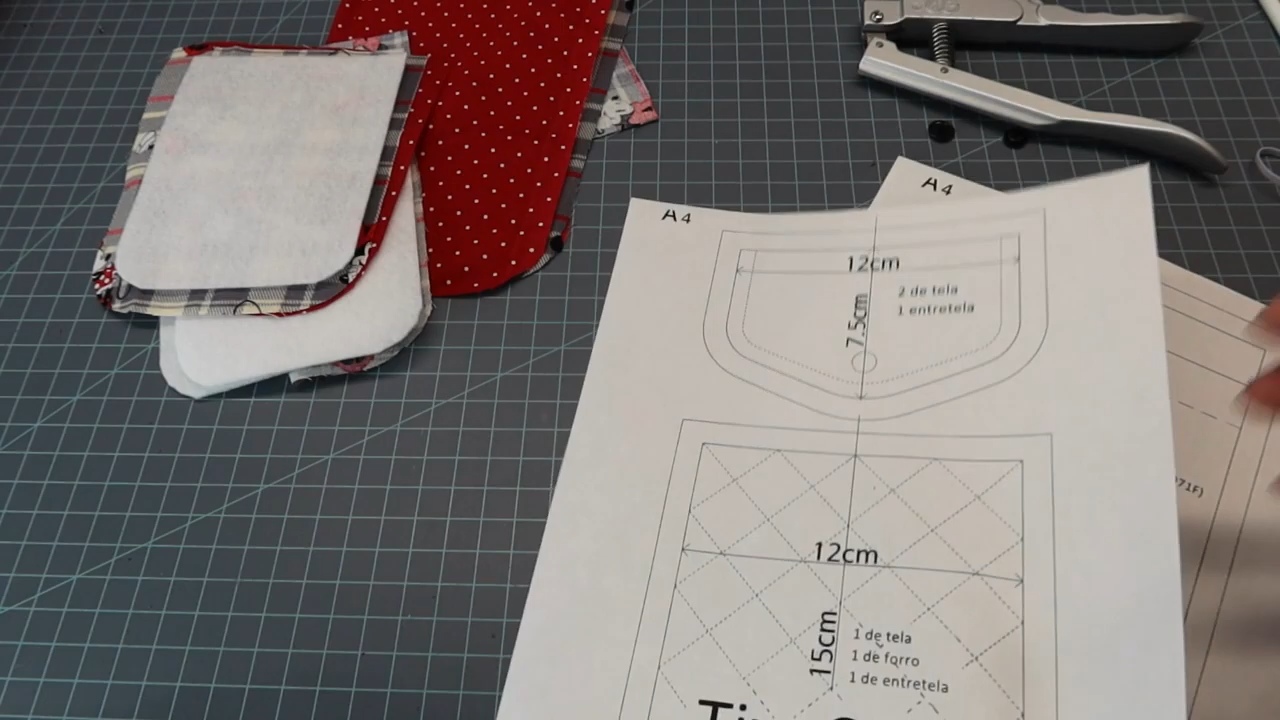 A4
A4
12cm
7.5cm
2 de tela
1 entretela
12cm
15cm
1 de tela
1 de forro
1 de entretela
971F)